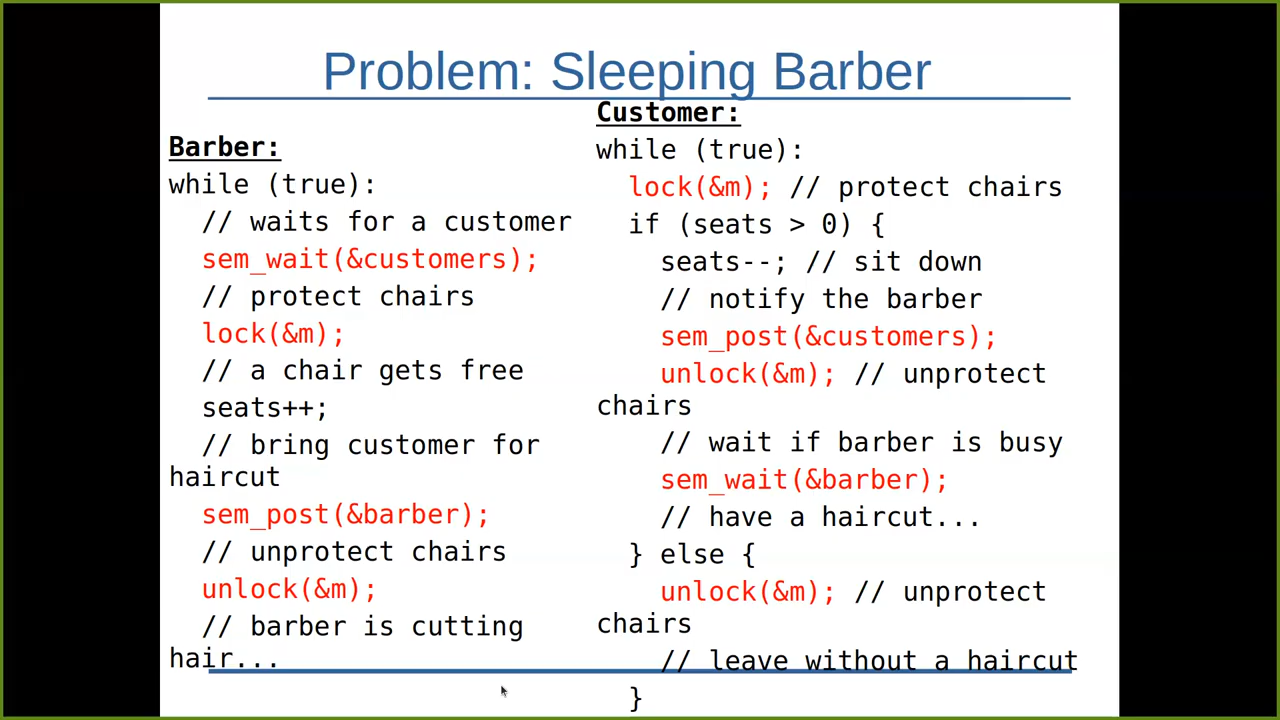 Problem: Sleeping Barber
Barber:
while (true):
  // waits for a customer
  sem_wait(&customers);
  // protect chairs
  lock(&m);
  // a chair gets free
  seats++;
  // bring customer for
haircut
  sem_post(&barber);
  // unprotect chairs
  unlock(&m);
  // barber is cutting
hair...
Customer:
while (true):
  lock(&m); // protect chairs
  if (seats > 0) {
    seats--; // sit down
    // notify the barber
    sem_post(&customers);
    unlock(&m); // unprotect
chairs
    // wait if barber is busy
    sem_wait(&barber);
    // have a haircut...
  } else {
    unlock(&m); // unprotect
chairs
    // leave without a haircut
  }